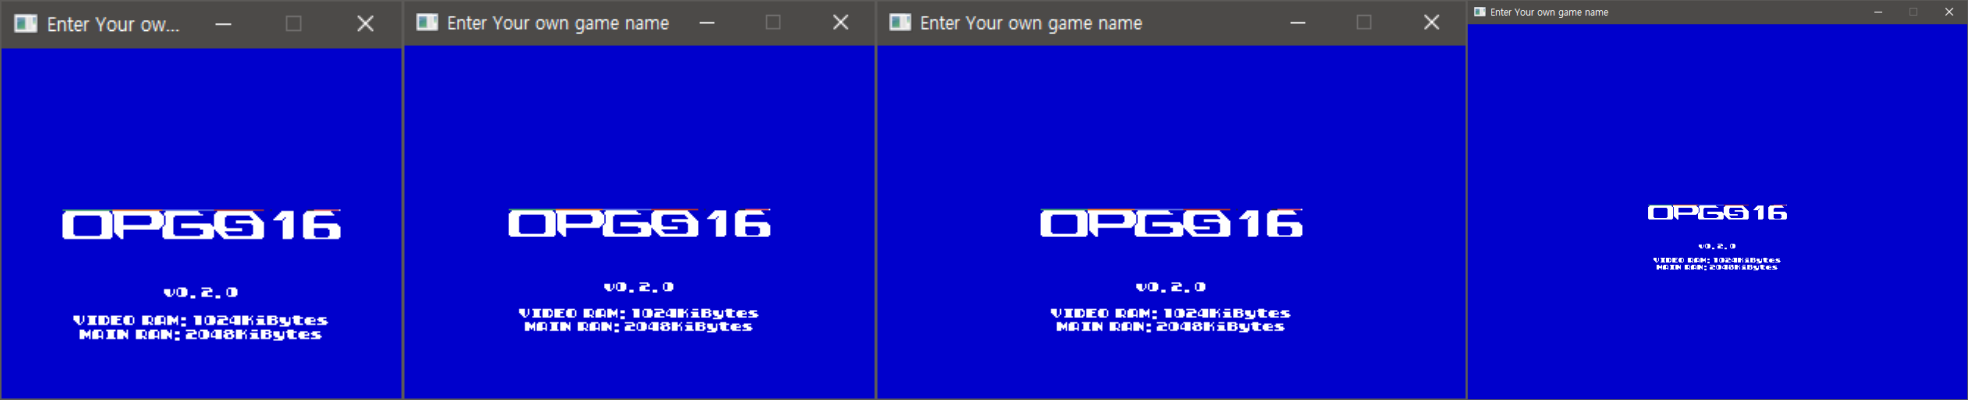 Enter Your ow...
OPGS16
v0.2.0
VIDEO RAM: 1024KiBytes
MAIN RAM: 2048KiBytes
Enter Your own game name
OPGS16
v0.2.0
VIDEO RAM: 1024KiBytes
MAIN RAM: 2048KiBytes
Enter Your own game name
OPGS16
v0.2.0
VIDEO RAM: 1024KiBytes
MAIN RAM: 2048KiBytes
Enter Your own game name
OPGS16
v0.2.0
VIDEO RAM: 1024KiBytes
MAIN RAM: 2048KiBytes